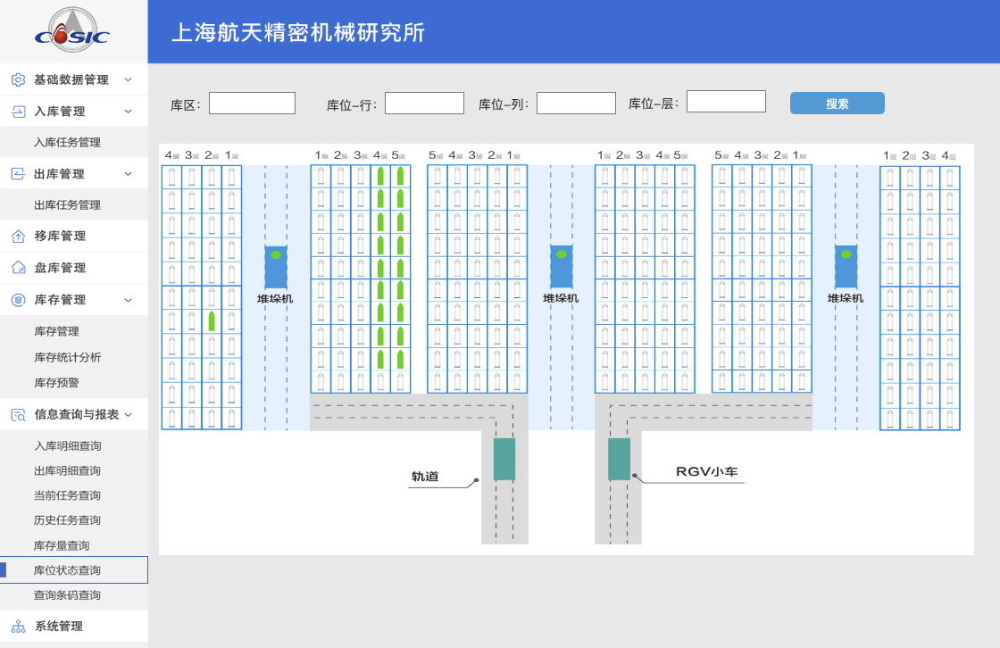 COSIC
上海航天精密机械研究所
基础数据管理
入库管理
入库任务管理
出库管理
出库任务管理
移库管理
盘库管理
库存管理
库存管理
库存统计分析
库存预警
信息查询与报表
入库明细查询
出库明细查询
当前任务查询
历史任务查询
库存量查询
库位状态查询
查询条码查询
系统管理
库区:
库位-行:
库位-列:
库位-层:
搜索
4层 3层 2层 1层
1层 2层 3层 4层 5层
5层 4层 3层 2层 1层
1层 2层 3层 4层 5层
5层 4层 3层 2层 1层
1层 2层 3层 4层
堆垛机
堆垛机
堆垛机
轨道
RGV小车